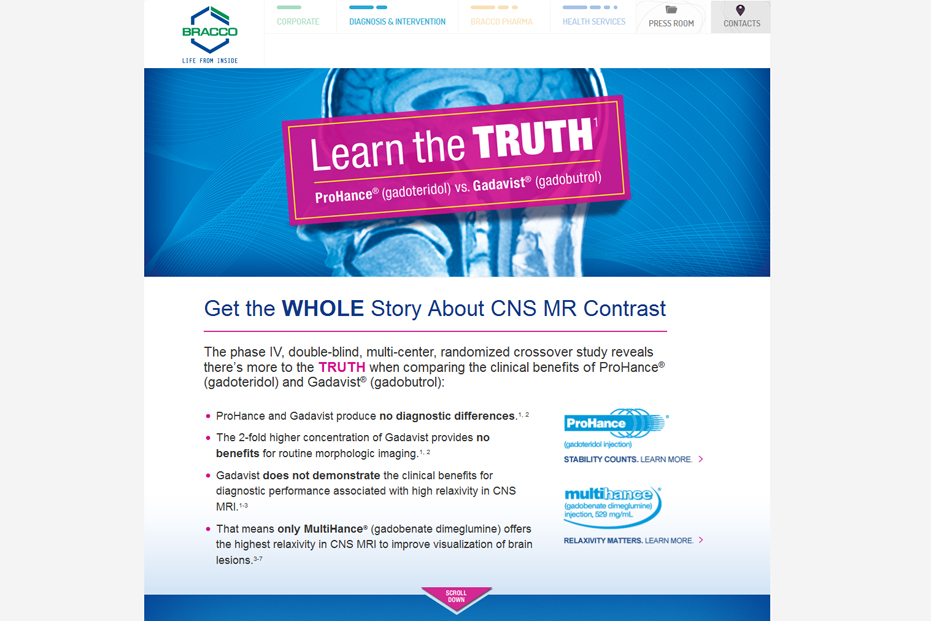 BRACCO
LIFE FROM INSIDE
CORPORATE
DIAGNOSIS & INTERVENTION
BRACCO PHARMA
HEALTH SERVICES
PRESS ROOM
CONTACTS
Learn the TRUTH¹
ProHance® (gadoteridol) vs. Gadavist® (gadobutrol)
Get the WHOLE Story About CNS MR Contrast
The phase IV, double-blind, multi-center, randomized crossover study reveals
there’s more to the TRUTH when comparing the clinical benefits of ProHance®
(gadoteridol) and Gadavist® (gadobutrol):
• ProHance and Gadavist produce no diagnostic differences.¹, ²
• The 2-fold higher concentration of Gadavist provides no
benefits for routine morphologic imaging.¹, ²
• Gadavist does not demonstrate the clinical benefits for
diagnostic performance associated with high relaxivity in CNS
MRI.¹-³
• That means only MultiHance® (gadobenate dimeglumine) offers
the highest relaxivity in CNS MRI to improve visualization of brain
lesions.³-⁷
ProHance®
(gadoteridol injection)
STABILITY COUNTS. LEARN MORE.
multihance®
(gadobenate dimeglumine)
injection, 529 mg/mL
RELAXIVITY MATTERS. LEARN MORE.
SCROLL
DOWN